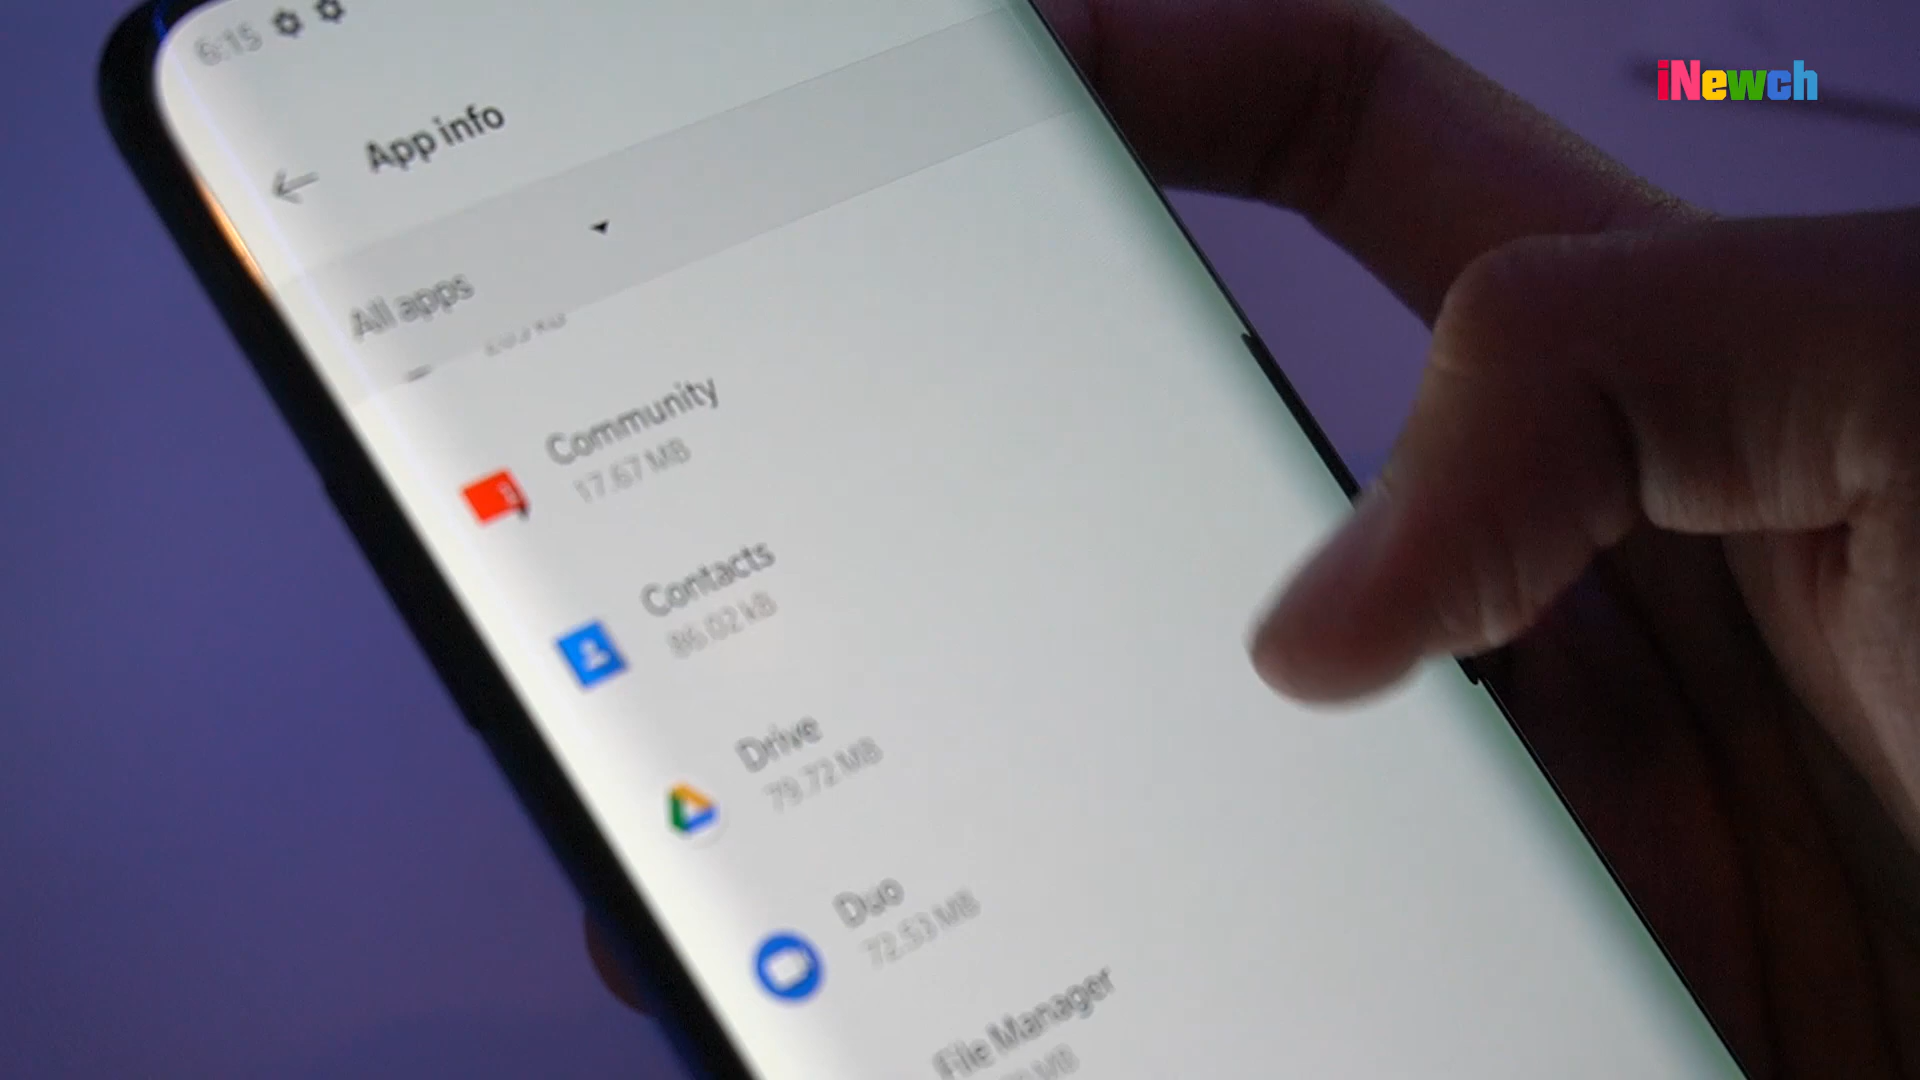 iNewch
6:15
App info
All apps
Community
17.67 MB
Contacts
86.02 kB
Drive
79.72 MB
Duo
72.53 MB
File Manager
MB